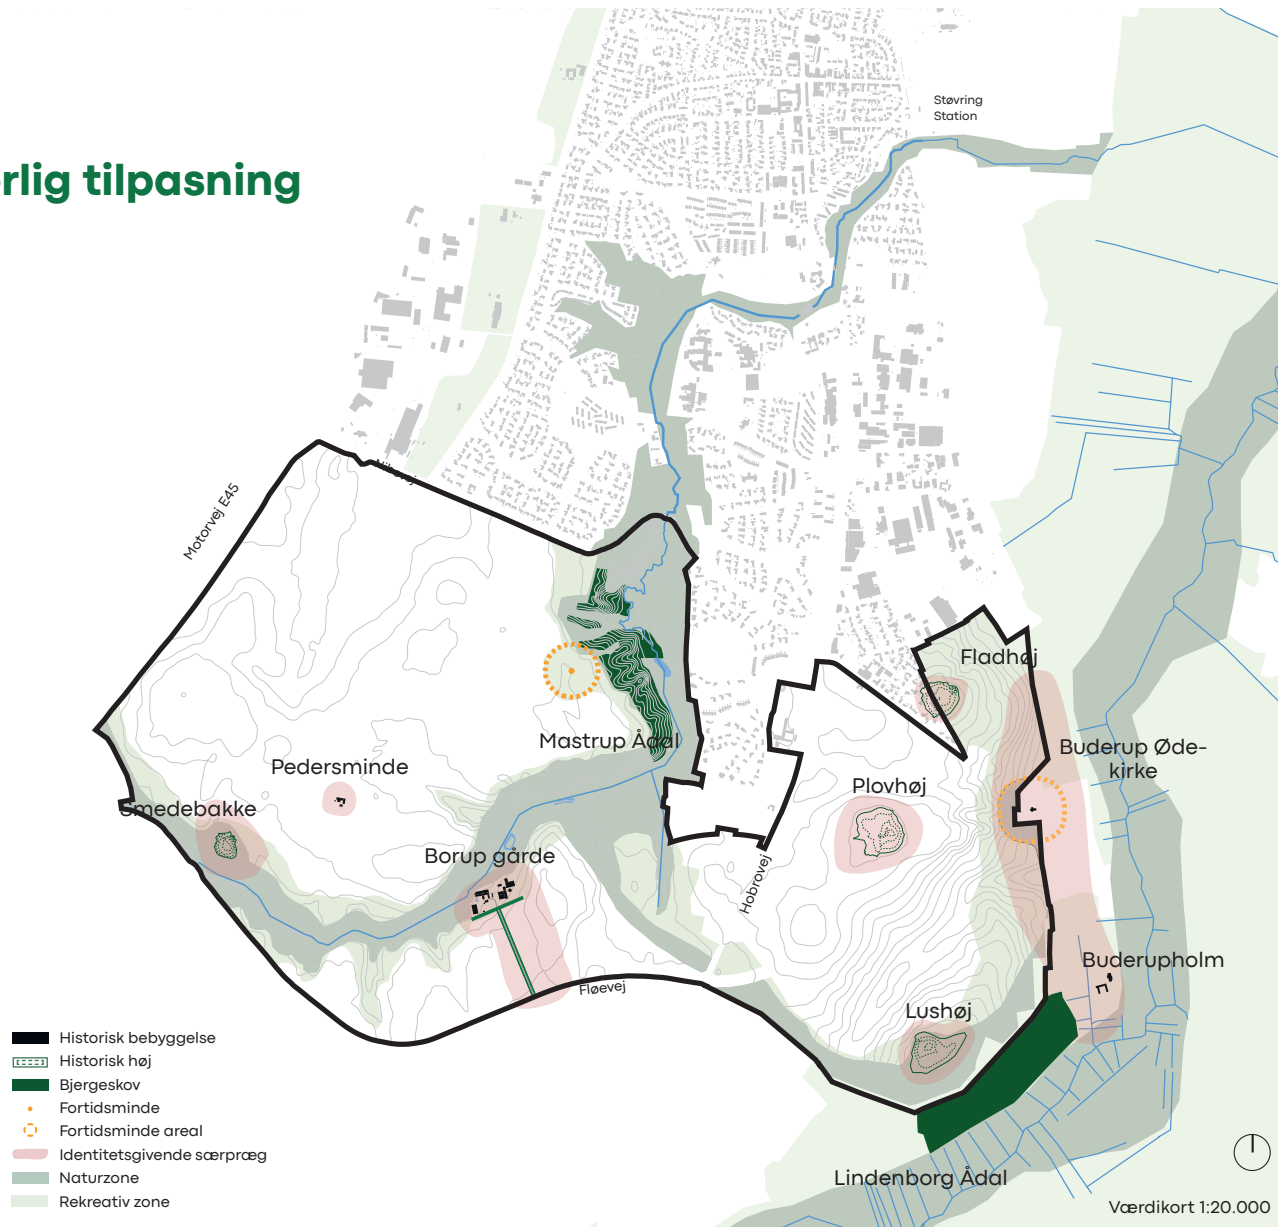 Støvring
Station
rlig tilpasning
Motorvej E45
Fladhøj
Mastrup Ådal
Buderup Øde-
kirke
Pedersminde
Plovhøj
Smedebakke
Borup gårde
Hobrovej
Buderupholm
Fløevej
Lushøj
Historisk bebyggelse
Historisk høj
Bjergeskov
Fortidsminde
Fortidsminde areal
Identitetsgivende særpræg
Naturzone
Rekreativ zone
Lindenborg Ådal
Værdikort 1:20.000